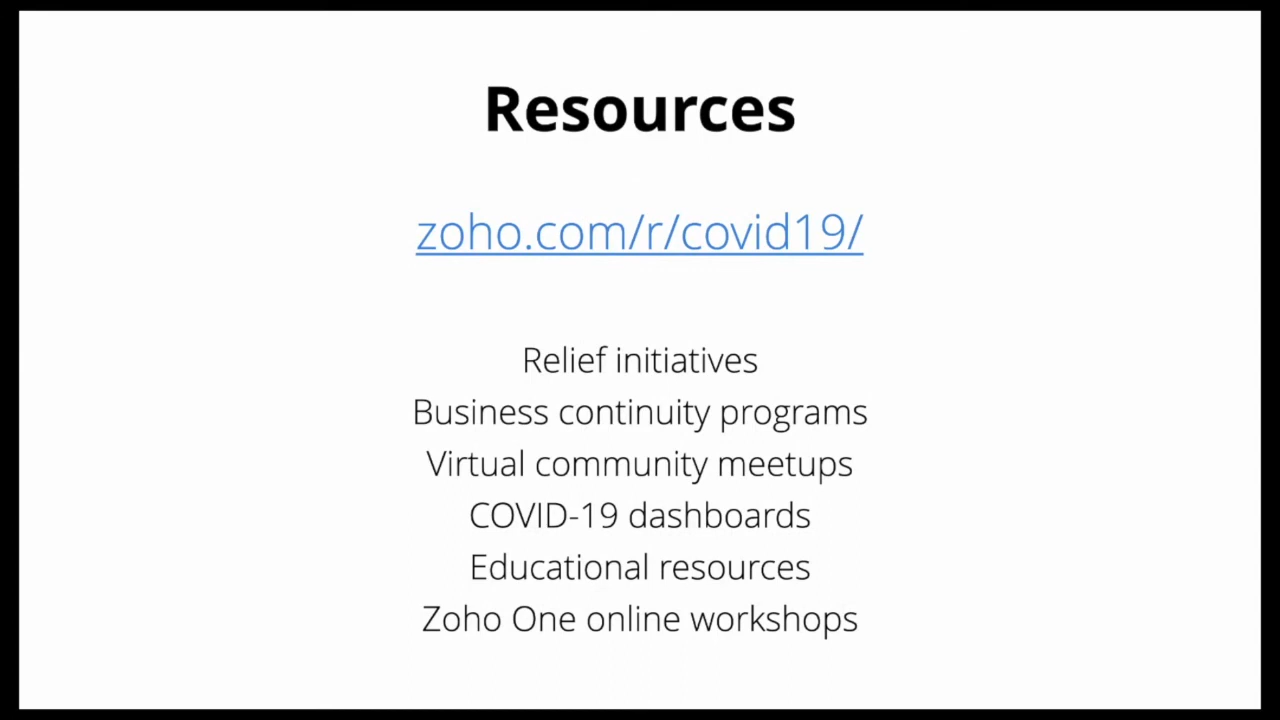 Resources
zoho.com/r/covid19/
Relief initiatives
Business continuity programs
Virtual community meetups
COVID-19 dashboards
Educational resources
Zoho One online workshops